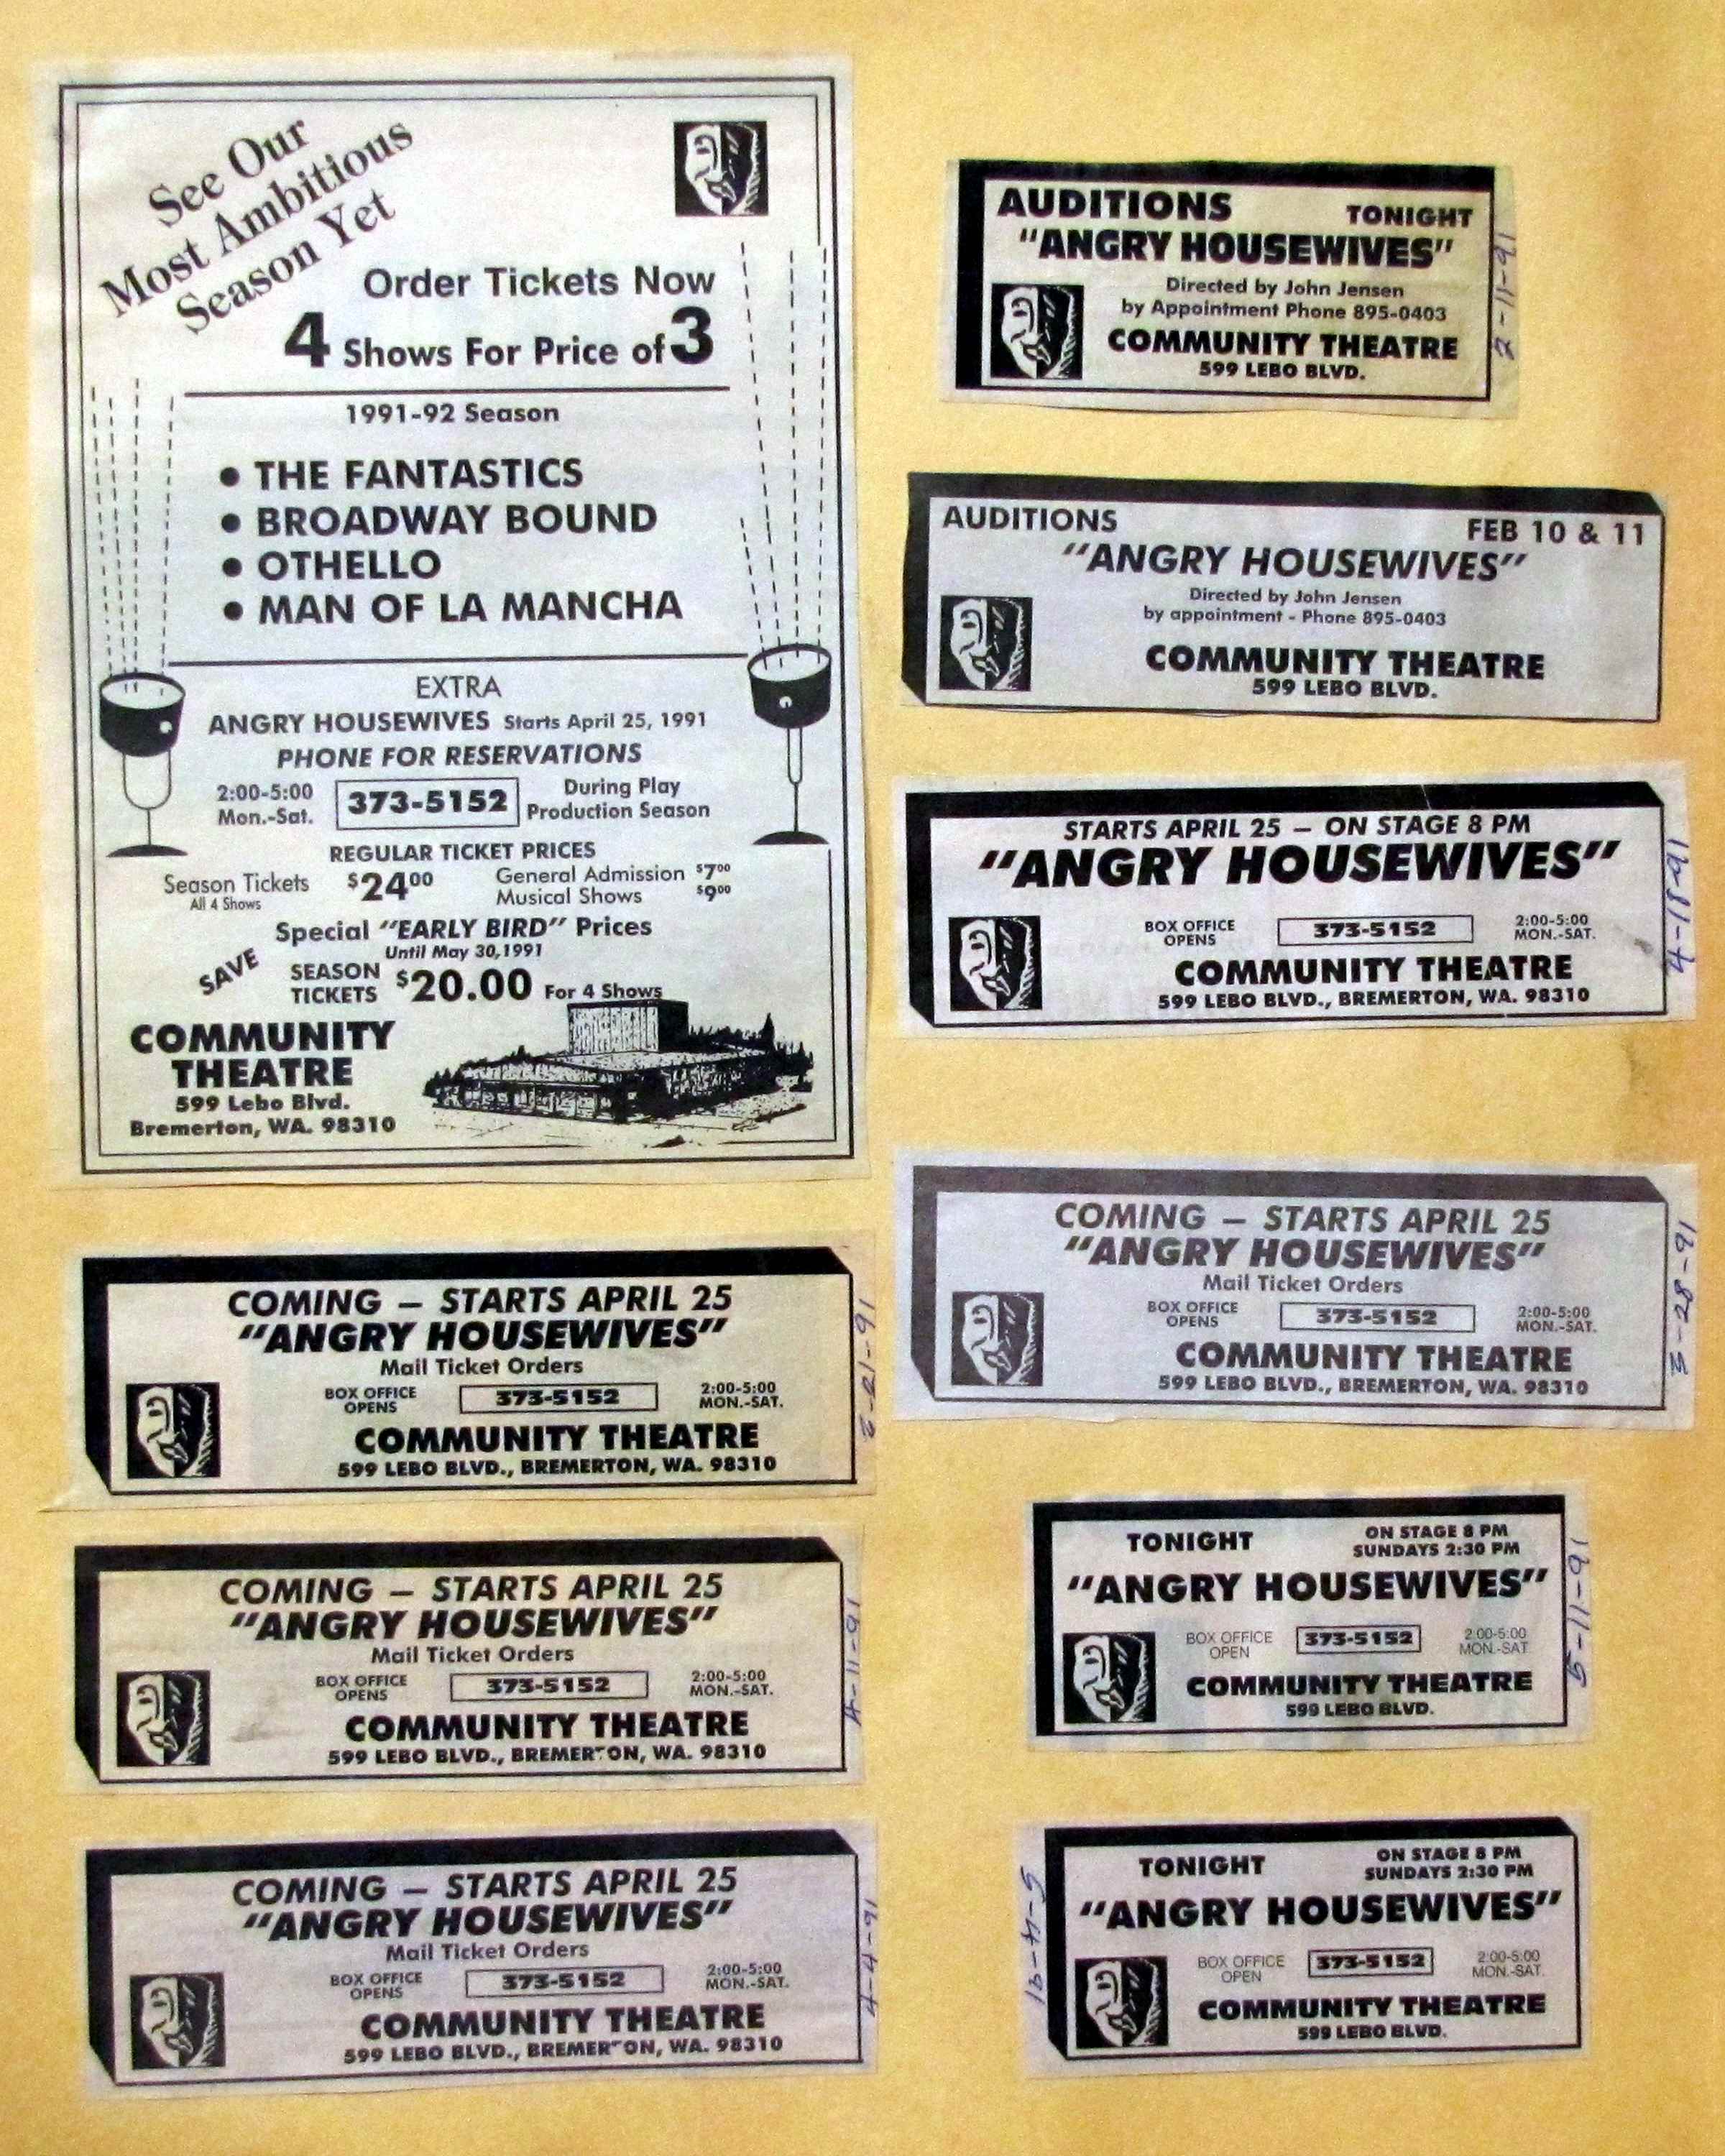 See Our
Most Ambitious
Season Yet
Order Tickets Now
4 Shows For Price of 3
1991-92 Season
• THE FANTASTICS
• BROADWAY BOUND
• OTHELLO
• MAN OF LA MANCHA
EXTRA
ANGRY HOUSEWIVES Starts April 25, 1991
PHONE FOR RESERVATIONS
2:00-5:00
Mon.-Sat.
373-5152
During Play
Production Season
REGULAR TICKET PRICES
Season Tickets $24.00
All 4 Shows
General Admission $7.00
Musical Shows $9.00
Special "EARLY BIRD" Prices
Until May 30,1991
SAVE
SEASON
TICKETS
$20.00 For 4 Shows
COMMUNITY
THEATRE
599 Lebo Blvd.
Bremerton, WA. 98310
COMING – STARTS APRIL 25
"ANGRY HOUSEWIVES"
Mail Ticket Orders
BOX OFFICE
OPENS
373-5152
2:00-5:00
MON.-SAT.
COMMUNITY THEATRE
599 LEBO BLVD., BREMERTON, WA. 98310
3-21-91
COMING – STARTS APRIL 25
"ANGRY HOUSEWIVES"
Mail Ticket Orders
BOX OFFICE
OPENS
373-5152
2:00-5:00
MON.-SAT.
COMMUNITY THEATRE
599 LEBO BLVD., BREMERTON, WA. 98310
4-11-91
COMING – STARTS APRIL 25
"ANGRY HOUSEWIVES"
Mail Ticket Orders
BOX OFFICE
OPENS
373-5152
2:00-5:00
MON.-SAT.
COMMUNITY THEATRE
599 LEBO BLVD., BREMERTON, WA. 98310
4-4-91
AUDITIONS TONIGHT
"ANGRY HOUSEWIVES"
Directed by John Jensen
by Appointment Phone 895-0403
COMMUNITY THEATRE
599 LEBO BLVD.
2-11-91
AUDITIONS FEB 10 & 11
"ANGRY HOUSEWIVES"
Directed by John Jensen
by appointment - Phone 895-0403
COMMUNITY THEATRE
599 LEBO BLVD.
STARTS APRIL 25 – ON STAGE 8 PM
"ANGRY HOUSEWIVES"
BOX OFFICE
OPENS
373-5152
2:00-5:00
MON.-SAT.
COMMUNITY THEATRE
599 LEBO BLVD., BREMERTON, WA. 98310
4-18-91
COMING – STARTS APRIL 25
"ANGRY HOUSEWIVES"
Mail Ticket Orders
BOX OFFICE
OPENS
373-5152
2:00-5:00
MON.-SAT.
COMMUNITY THEATRE
599 LEBO BLVD., BREMERTON, WA. 98310
3-28-91
TONIGHT
ON STAGE 8 PM
SUNDAYS 2:30 PM
"ANGRY HOUSEWIVES"
BOX OFFICE
OPEN
373-5152
2:00-5:00
MON.-SAT
COMMUNITY THEATRE
599 LEBO BLVD.
5-11-91
TONIGHT
ON STAGE 8 PM
SUNDAYS 2:30 PM
"ANGRY HOUSEWIVES"
BOX OFFICE
OPEN
373-5152
2:00-5:00
MON.-SAT.
COMMUNITY THEATRE
599 LEBO BLVD.
5-4-91